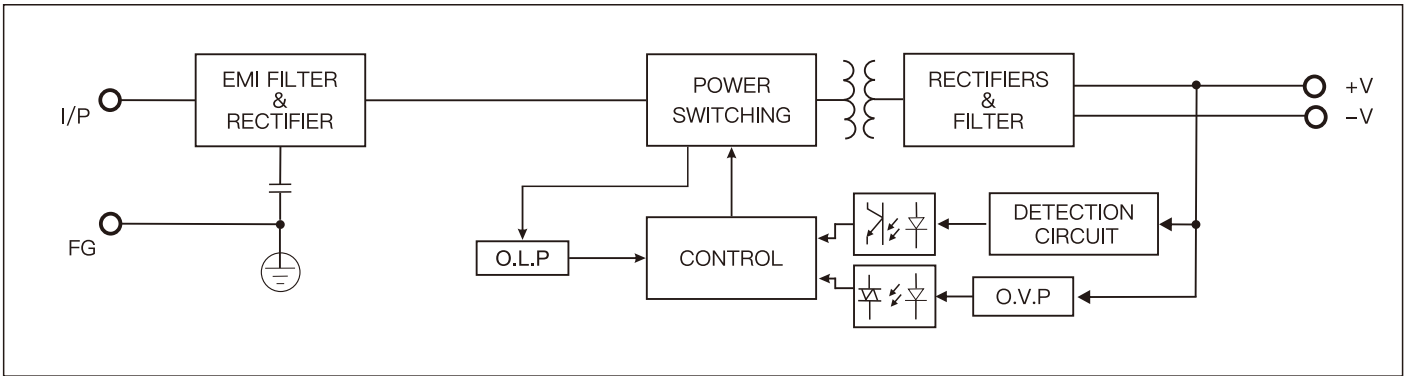 I/P
EMI FILTER
&
RECTIFIER
POWER
SWITCHING
RECTIFIERS
&
FILTER
+V
−V
FG
O.L.P
CONTROL
DETECTION
CIRCUIT
O.V.P